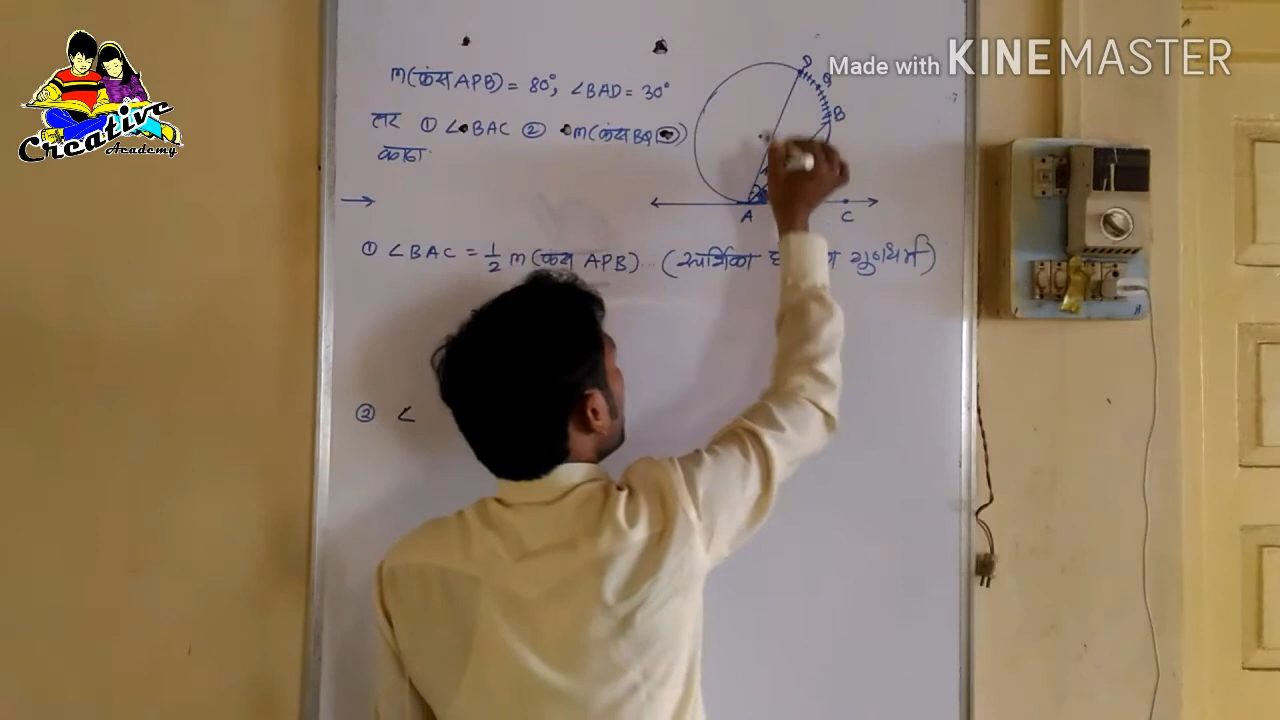 Creative
Academy
Made with KINEMASTER
m(कंस APB) = 80°, ∠BAD = 30°
तर ① ∠BAC ② m(कंस BQD)
काढा
D
Q
B
A C
① ∠BAC = 1/2 m(कंस APB) ... (स्पर्शिका गुणधर्म)
② ∠